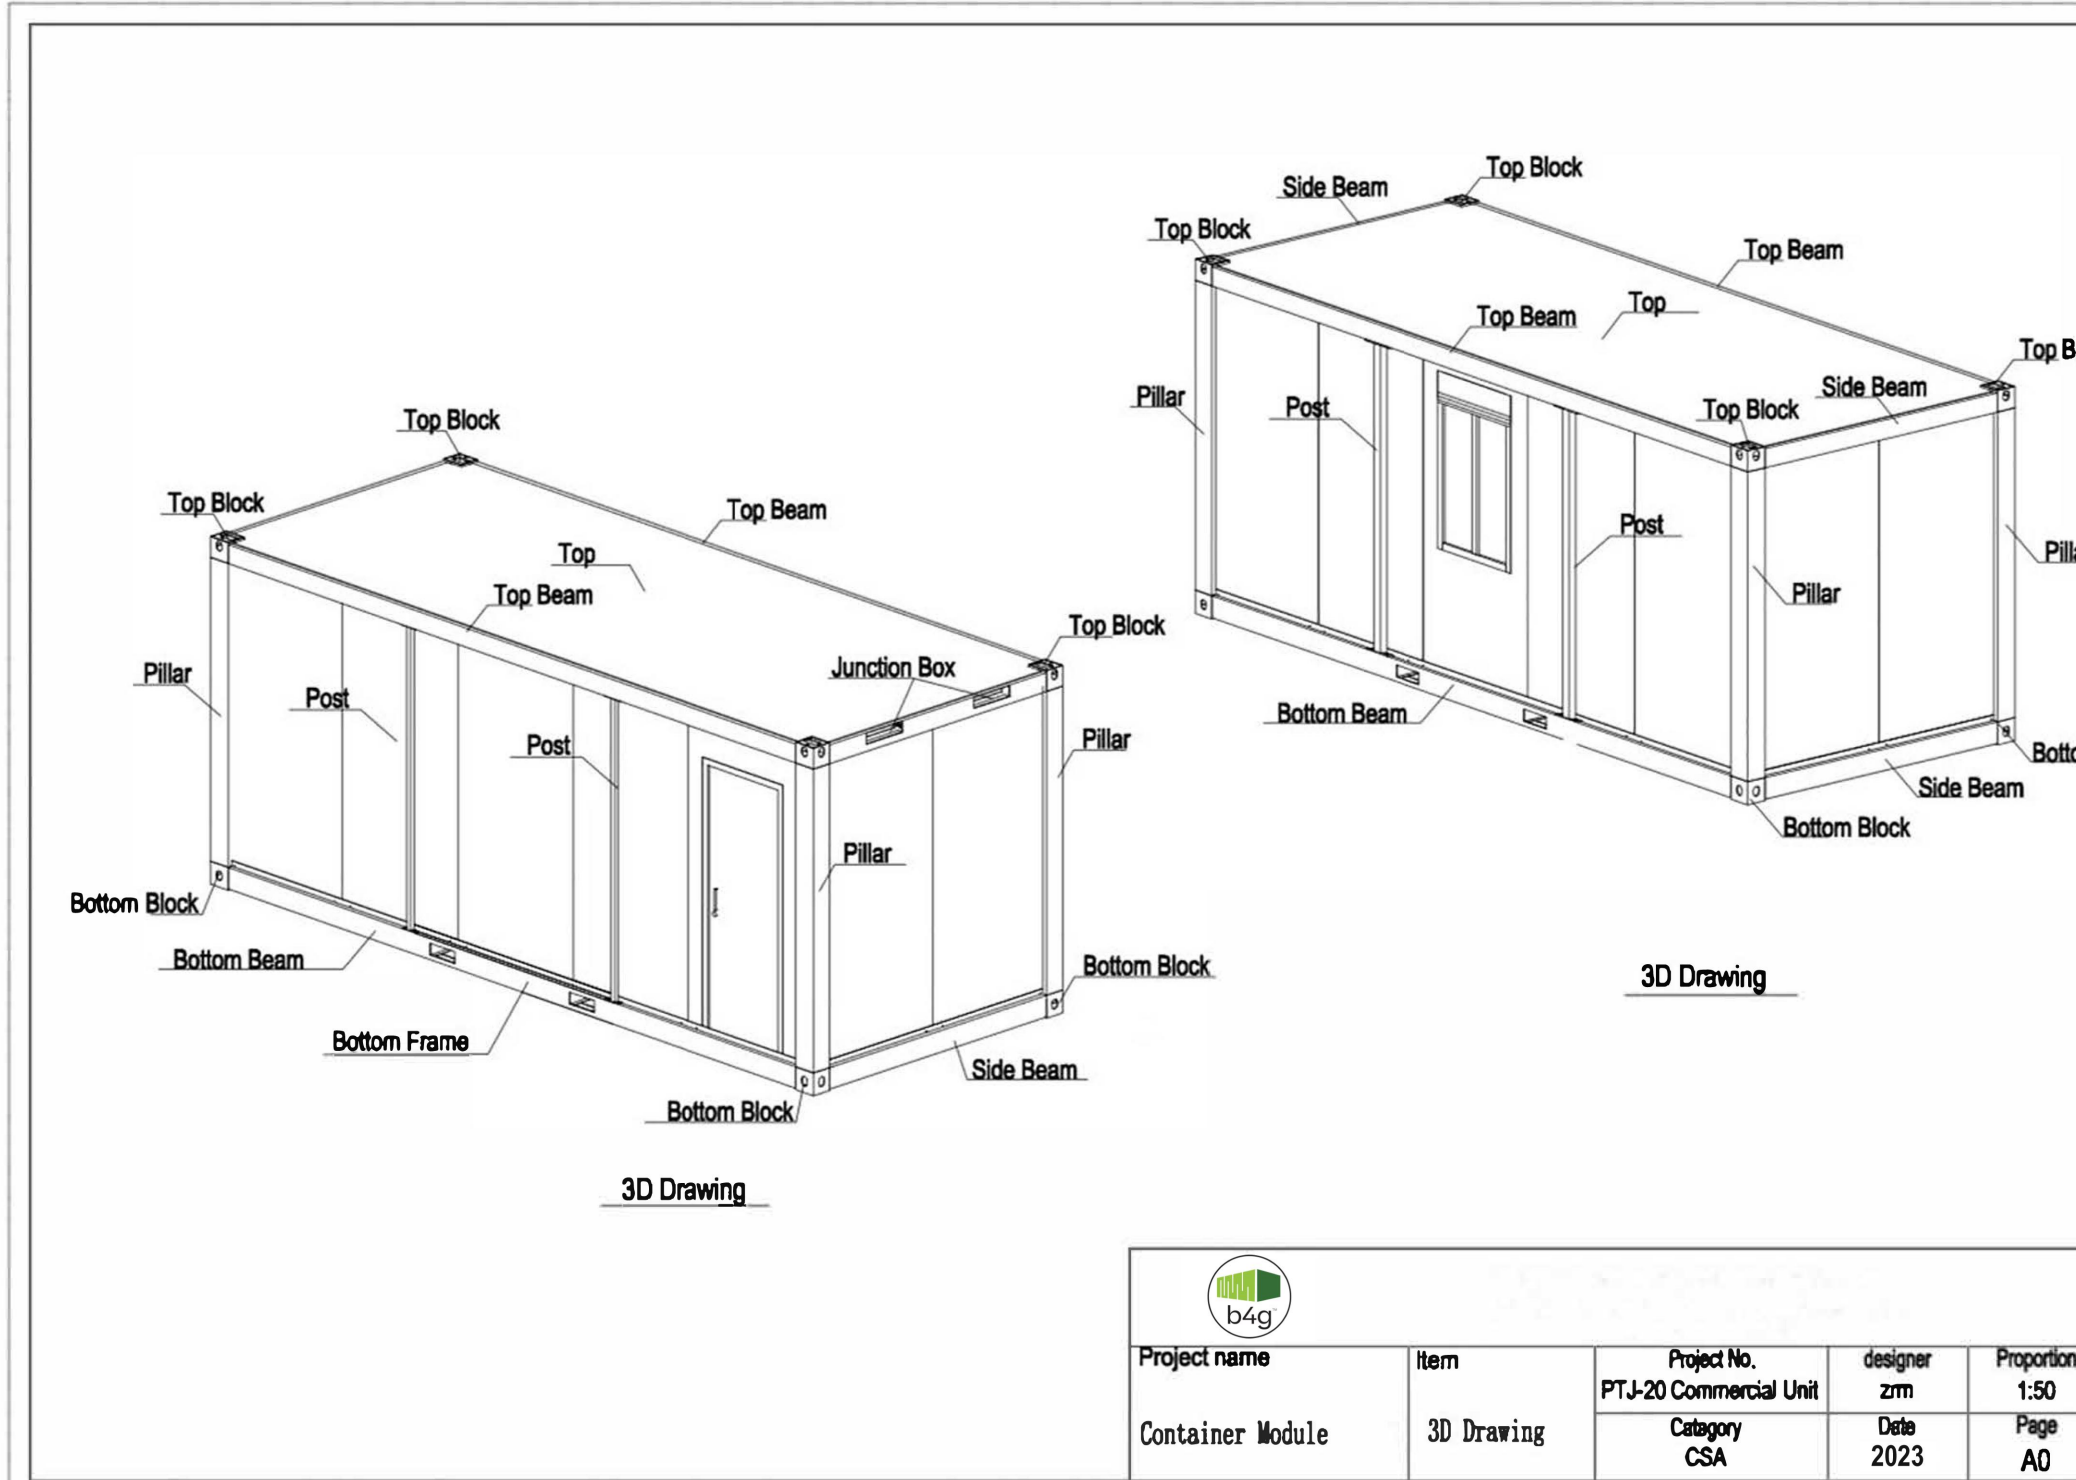 Top Block
Side Beam
Top Block
Top Beam
Top
Top Beam
Top B
Side Beam
Pillar
Post
Top Block
Post
Pilla
Pillar
Bottom Beam
Botto
Side Beam
Bottom Block
3D Drawing
Top Block
Top Block
Top Beam
Top
Top Beam
Top Block
Junction Box
Pillar
Post
Post
Pillar
Pillar
Bottom Block
Bottom Beam
Bottom Block
Bottom Frame
Side Beam
Bottom Block
3D Drawing
b4g
Project name
Container Module
Item
3D Drawing
Project No.
PTJ-20 Commercial Unit
designer
zrm
Proportion
1:50
Catagory
CSA
Date
2023
Page
A0